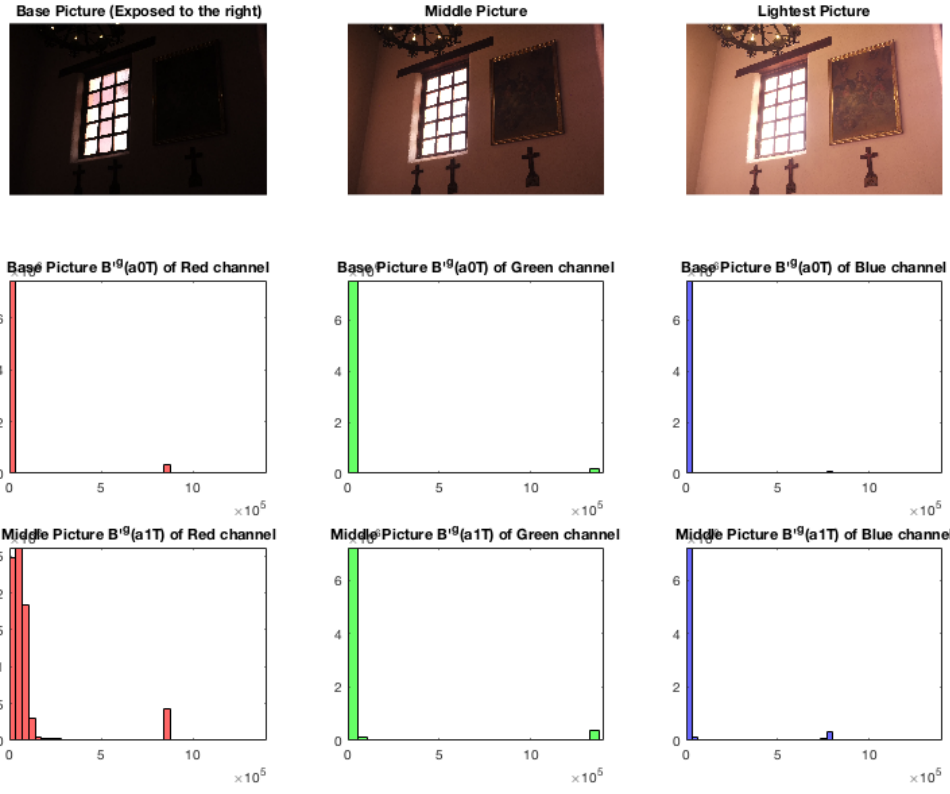 Base Picture (Exposed to the right) Middle Picture Lightest Picture
Base Picture B'^g(a0T) of Red channel Base Picture B'^g(a0T) of Green channel Base Picture B'^g(a0T) of Blue channel
6 6 6
4 4 4
2 2 2
0 0
0 5 10 0 5 10 0 5 10
×10^5 ×10^5 ×10^5
Middle Picture B'^g(a1T) of Red channel Middle Picture B'^g(a1T) of Green channel Middle Picture B'^g(a1T) of Blue channel
5 6 6
2
5 4 4
1
5 2 2
0 0 0
0 5 10 0 5 10 0 5 10
×10^5 ×10^5 ×10^5